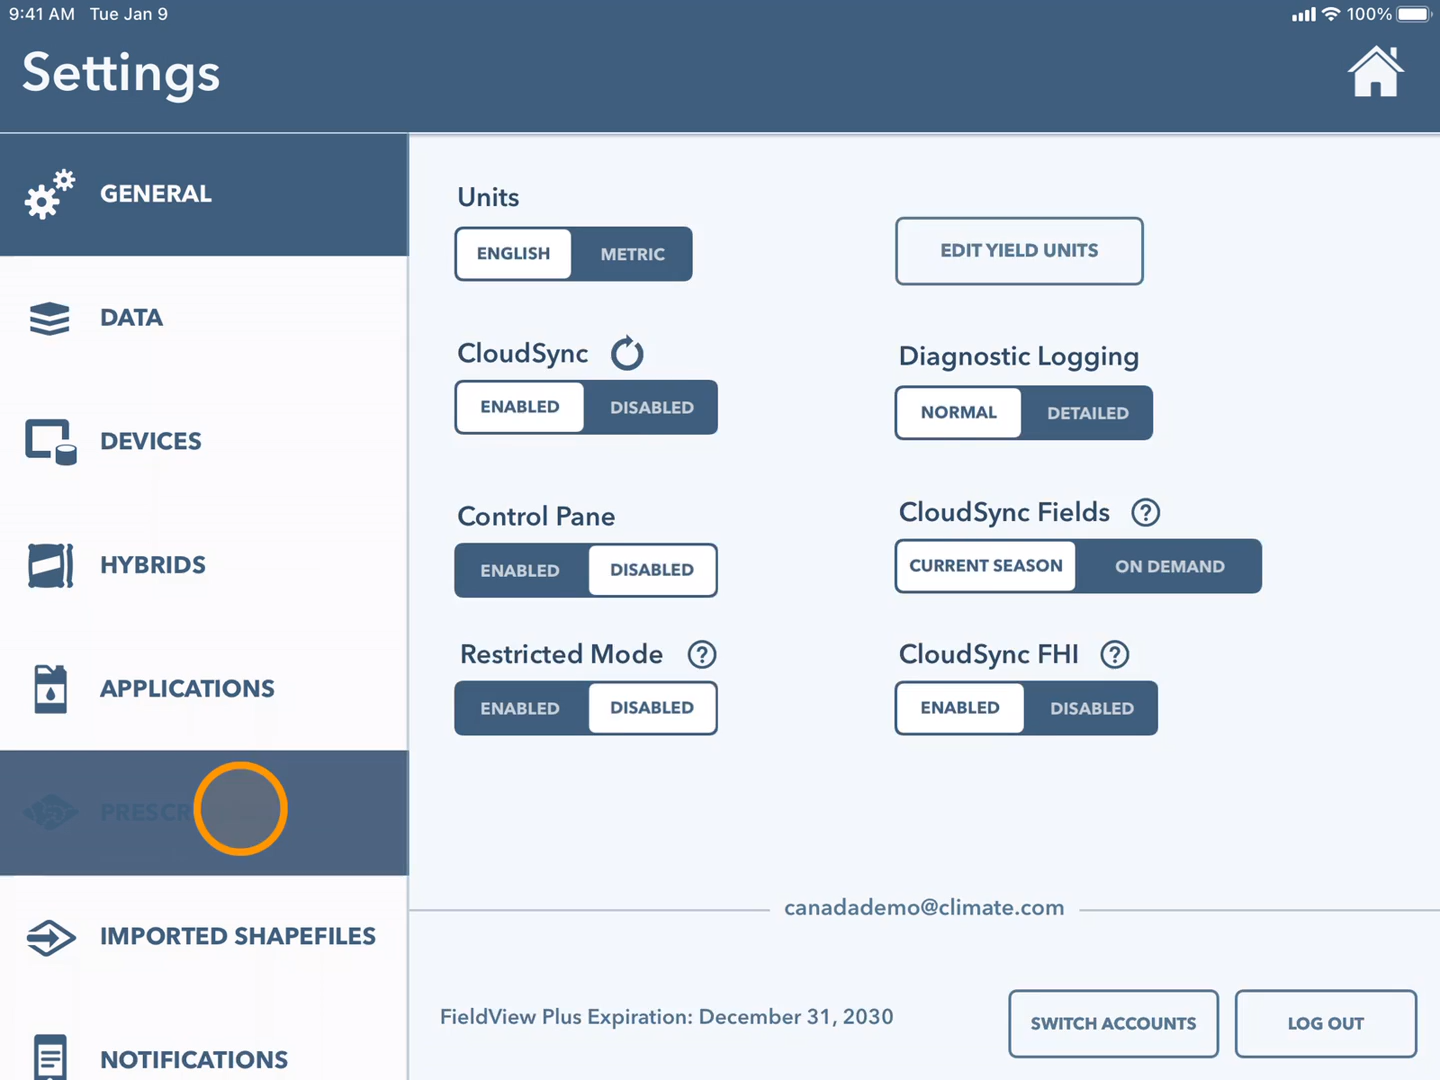 9:41 AM Tue Jan 9
100%
Settings
GENERAL
DATA
DEVICES
HYBRIDS
APPLICATIONS
IMPORTED SHAPEFILES
NOTIFICATIONS
Units
ENGLISH METRIC
EDIT YIELD UNITS
CloudSync
ENABLED DISABLED
Diagnostic Logging
NORMAL DETAILED
Control Pane
ENABLED DISABLED
CloudSync Fields ?
CURRENT SEASON ON DEMAND
Restricted Mode ?
ENABLED DISABLED
CloudSync FHI ?
ENABLED DISABLED
canadademo@climate.com
FieldView Plus Expiration: December 31, 2030
SWITCH ACCOUNTS
LOG OUT